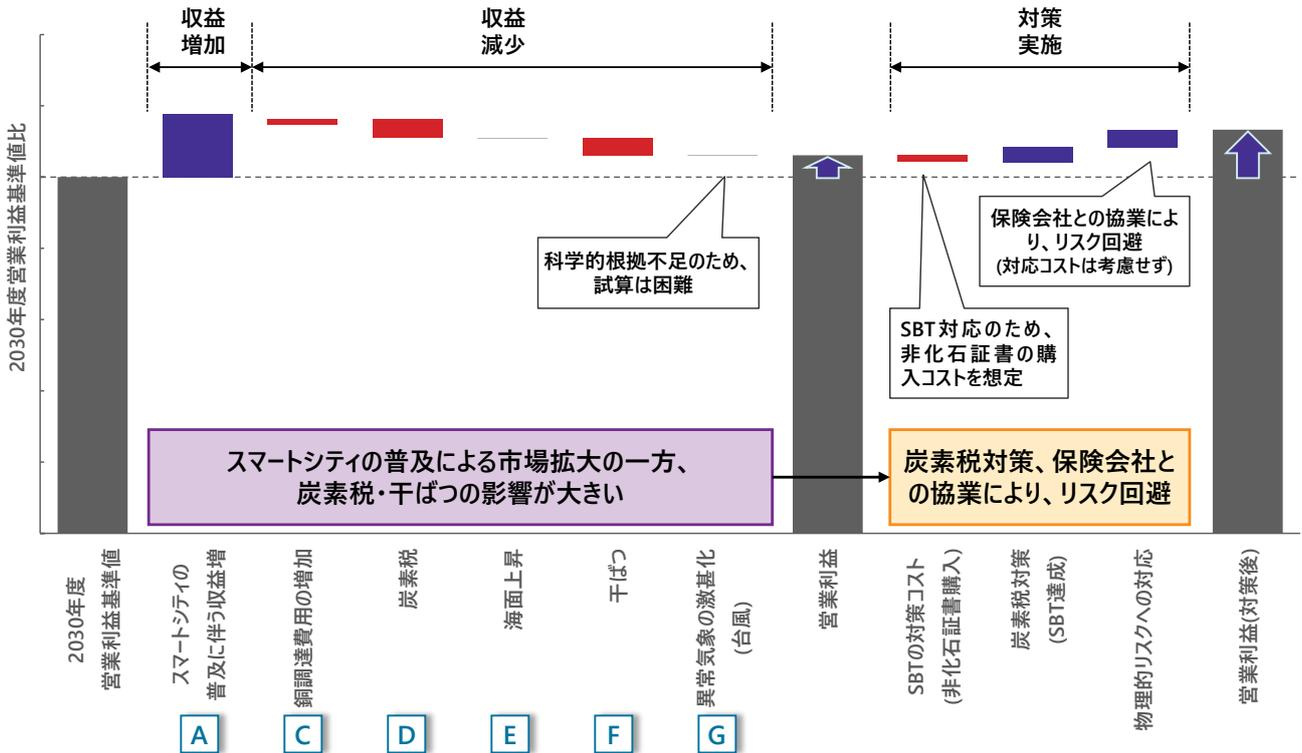 収益
増加
収益
減少
対策
実施
2030年度営業利益基準値比
科学的根拠不足のため、
試算は困難
保険会社との協業によ
り、リスク回避
(対応コストは考慮せず)
SBT対応のため、
非化石証書の購
入コストを想定
スマートシティの普及による市場拡大の一方、
炭素税・干ばつの影響が大きい
炭素税対策、保険会社と
の協業により、リスク回避
2030年度
営業利益基準値
スマートシティの
普及に伴う収益増
銅調達費用の増加
炭素税
海面上昇
干ばつ
異常気象の激甚化
(台風)
営業利益
SBTの対策コスト
(非化石証書購入)
炭素税対策
(SBT達成)
物理的リスクへの対応
営業利益(対策後)
A
C
D
E
F
G